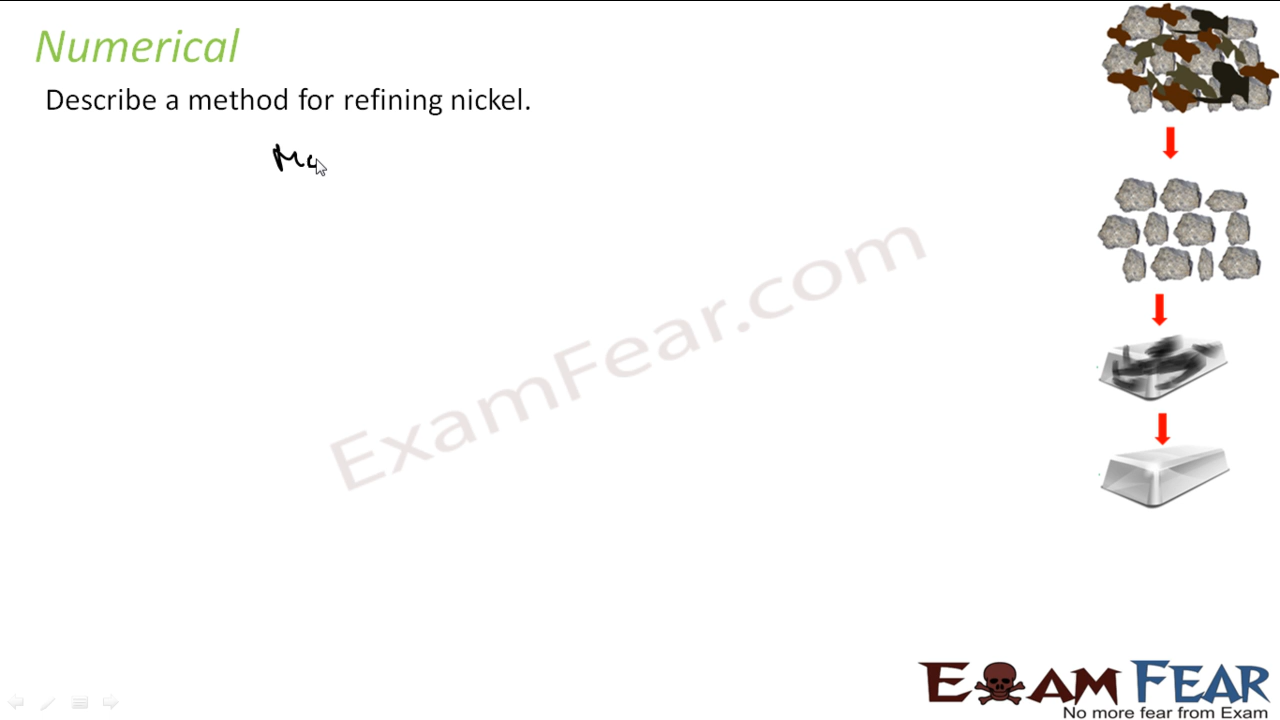 Numerical
Describe a method for refining nickel.
ExamFear.com
EXAM FEAR
No more fear from Exam